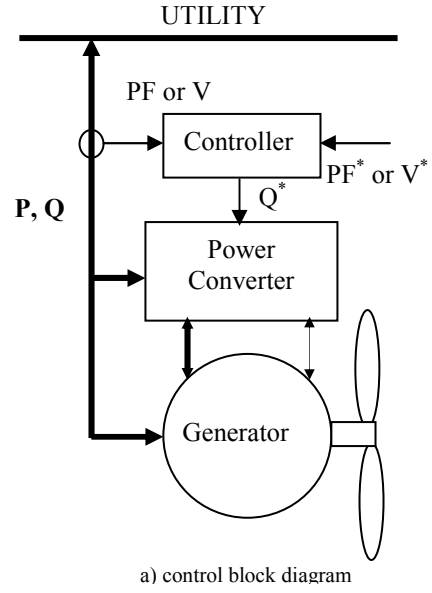 UTILITY
PF or V
Controller
PF* or V*
Q*
P, Q
Power
Converter
Generator
a) control block diagram